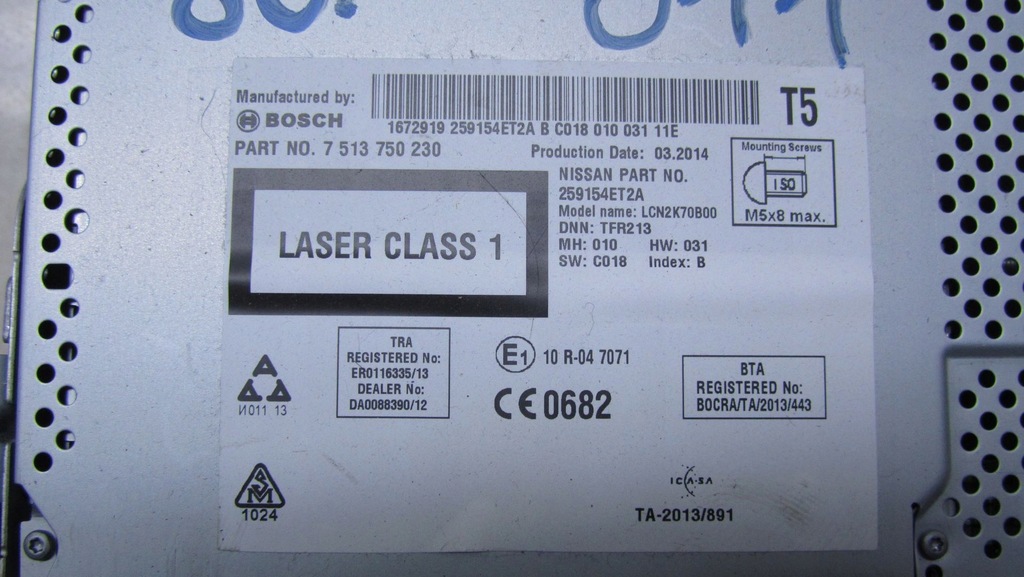 Manufactured by:
BOSCH
T5
1672919 259154ET2A B C018 010 031 11E
PART NO. 7 513 750 230
Production Date: 03.2014
Mounting Screws
ISO
M5x8 max.
NISSAN PART NO.
259154ET2A
Model name: LCN2K70B00
DNN: TFR213
MH: 010 HW: 031
SW: C018 Index: B
LASER CLASS 1
TRA
REGISTERED No:
ER0116335/13
DEALER No:
DA0088390/12
E1 10 R-04 7071
CE 0682
BTA
REGISTERED No:
BOCRA/TA/2013/443
И011 13
1024
ICASA
TA-2013/891